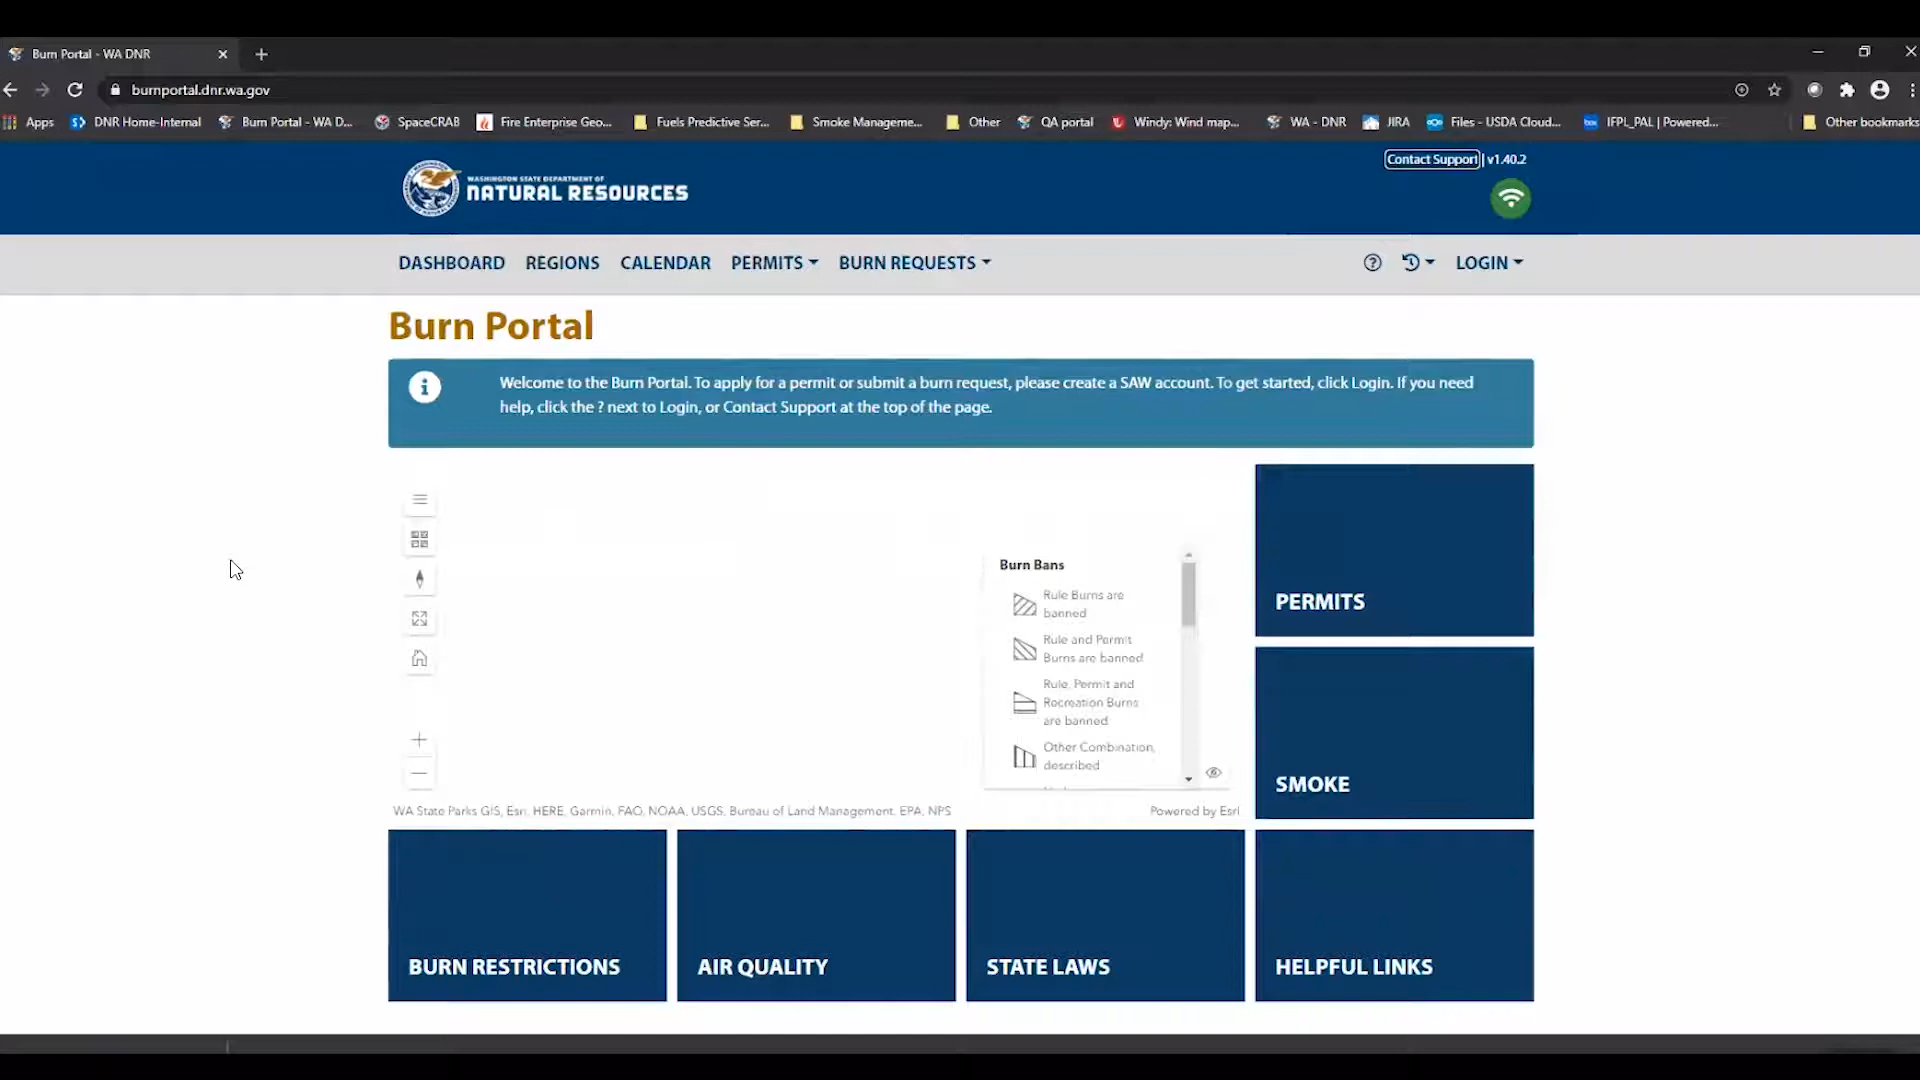 Burn Portal - WA DNR
burnportal.dnr.wa.gov
Apps DNR Home-Internal Burn Portal - WA D... SpaceCRAB Fire Enterprise Geo... Fuels Predictive Ser... Smoke Manageme... Other QA portal Windy: Wind map... WA - DNR JIRA Files - USDA Cloud... IFPL_PAL | Powered... Other bookmarks
Contact Support | v1.40.2
WASHINGTON STATE DEPARTMENT OF
NATURAL RESOURCES
DASHBOARD REGIONS CALENDAR PERMITS BURN REQUESTS LOGIN
Burn Portal
Welcome to the Burn Portal. To apply for a permit or submit a burn request, please create a SAW account. To get started, click Login. If you need
help, click the ? next to Login, or Contact Support at the top of the page.
Burn Bans
Rule Burns are
banned
Rule and Permit
Burns are banned
Rule, Permit and
Recreation Burns
are banned
Other Combination,
described
WA State Parks GIS, Esri, HERE, Garmin, FAO, NOAA, USGS, Bureau of Land Management, EPA, NPS
Powered by Esri
PERMITS
SMOKE
BURN RESTRICTIONS
AIR QUALITY
STATE LAWS
HELPFUL LINKS